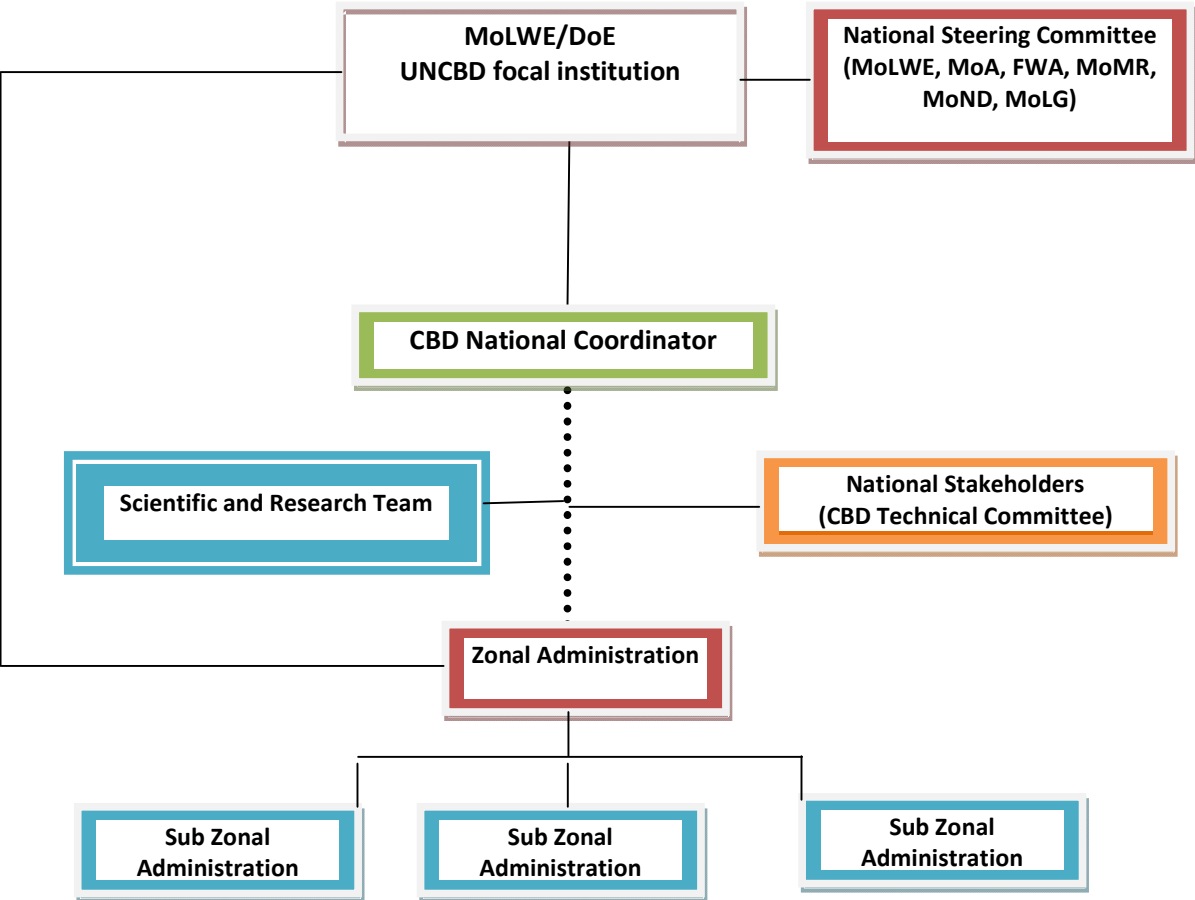 MoLWE/DoE
UNCBD focal institution
National Steering Committee
(MoLWE, MoA, FWA, MoMR,
MoND, MoLG)
CBD National Coordinator
Scientific and Research Team
National Stakeholders
(CBD Technical Committee)
Zonal Administration
Sub Zonal
Administration
Sub Zonal
Administration
Sub Zonal
Administration